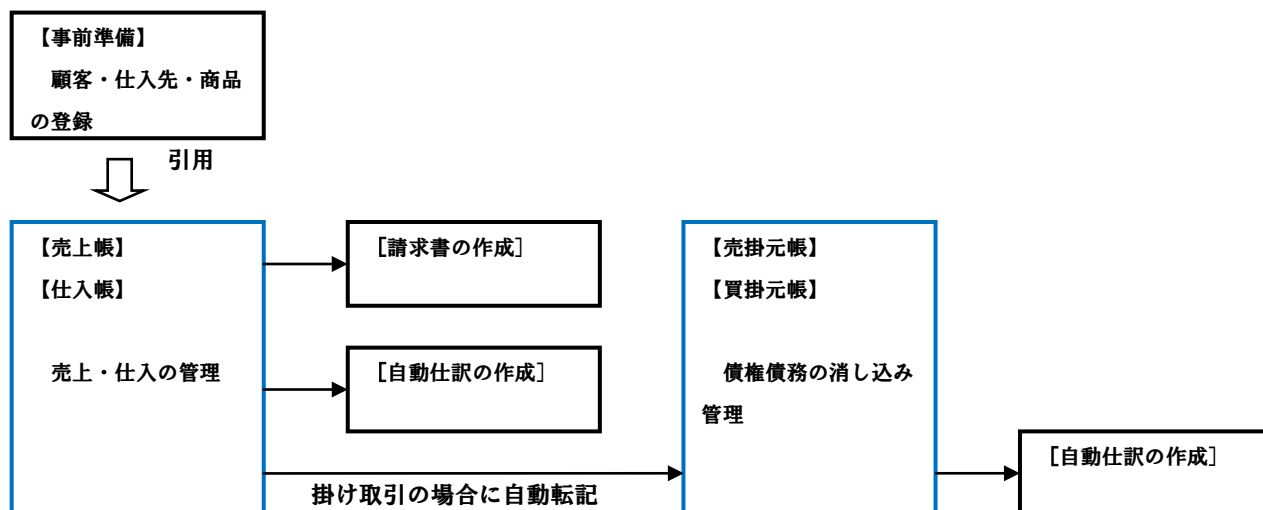 【事前準備】
顧客・仕入先・商品
の登録
引用
【売上帳】
【仕入帳】
売上・仕入の管理
［請求書の作成］
［自動仕訳の作成］
掛け取引の場合に自動転記
【売掛元帳】
【買掛元帳】
債権債務の消し込み
管理
［自動仕訳の作成］